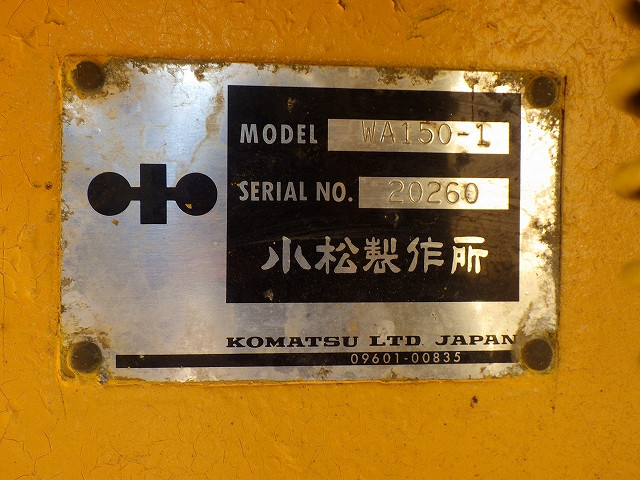 MODEL WA150-1
SERIAL NO. 20260
小松製作所
KOMATSU LTD. JAPAN
09601-00835